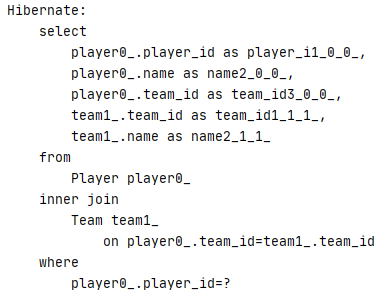 Hibernate:
    select
        player0_.player_id as player_i1_0_0_,
        player0_.name as name2_0_0_,
        player0_.team_id as team_id3_0_0_,
        team1_.team_id as team_id1_1_1_,
        team1_.name as name2_1_1_
    from
        Player player0_
    inner join
        Team team1_
            on player0_.team_id=team1_.team_id
    where
        player0_.player_id=?